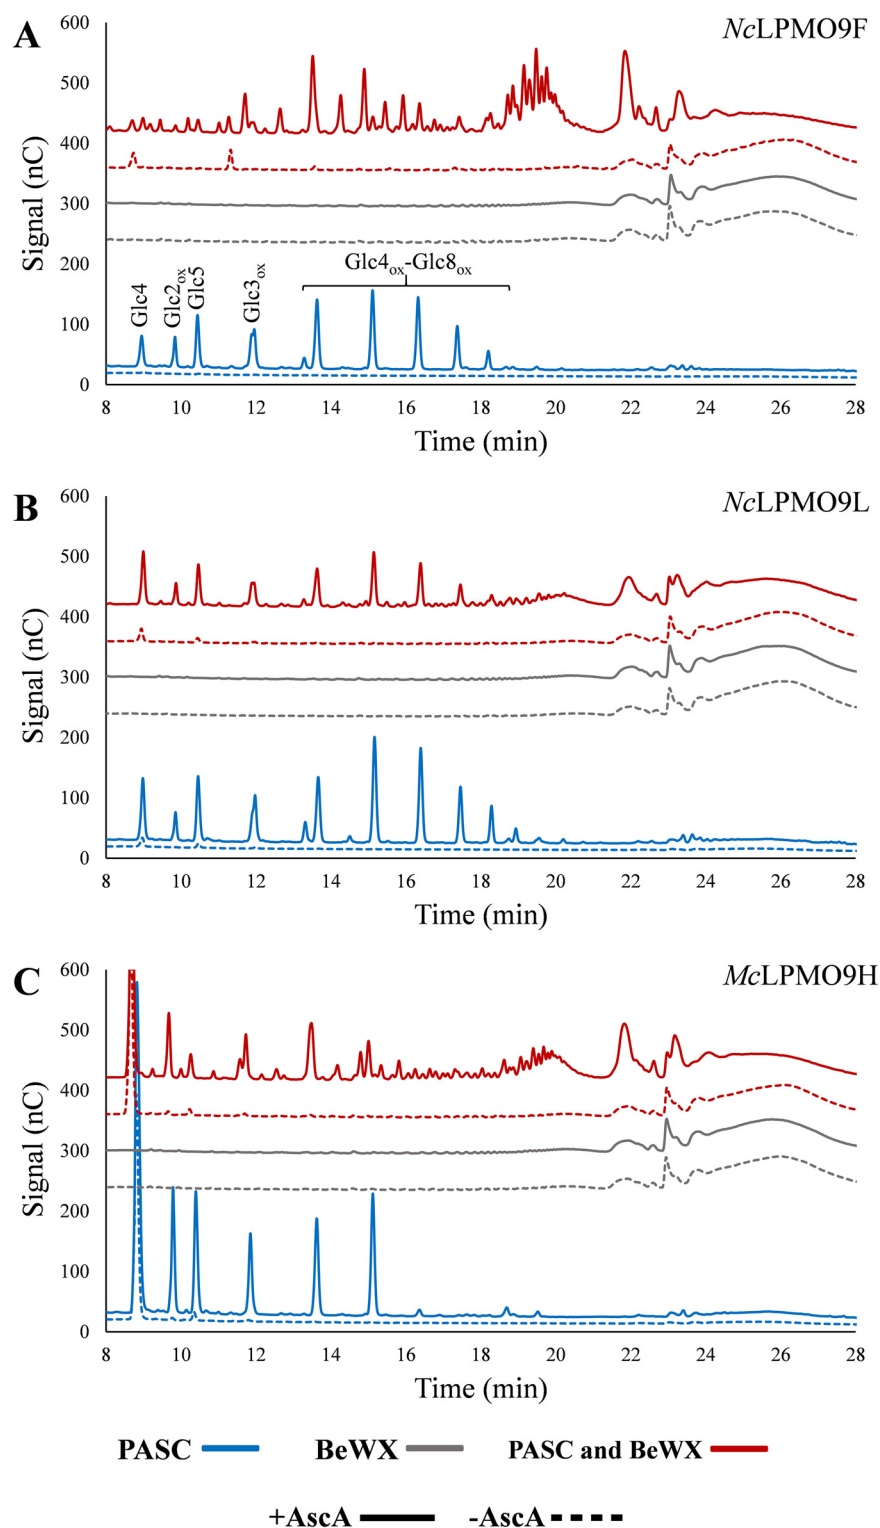 A
NcLPMO9F
600
500
400
300
200
100
0
Signal (nC)
Glc4
Glc2ox
Glc5
Glc3ox
Glc4ox-Glc8ox
8 10 12 14 16 18 20 22 24 26 28
Time (min)
B
NcLPMO9L
600
500
400
300
200
100
0
Signal (nC)
8 10 12 14 16 18 20 22 24 26 28
Time (min)
C
McLPMO9H
600
500
400
300
200
100
0
Signal (nC)
8 10 12 14 16 18 20 22 24 26 28
Time (min)
PASC BeWX PASC and BeWX
+AscA -AscA